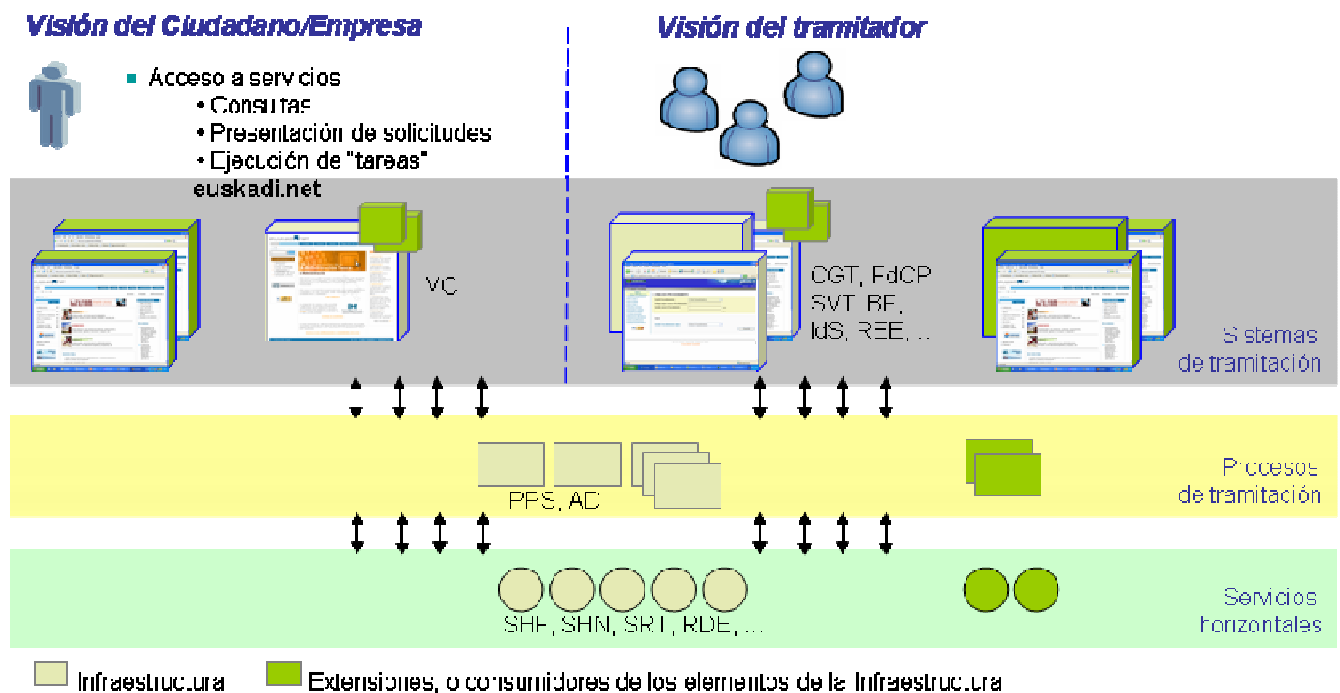 Visión del Ciudadano/Empresa
Visión del tramitador
Acceso a servicios
• Consultas
• Presentación de solicitudes
• Ejecución de "tareas"
euskadi.net
CGT, FdCP
SVT,
IdS, REE, ...
Sistemas
de tramitación
Procesos
de tramitación
PPS, AD
Servicios
horizontales
SHF, SHN, SRT, RDE, ...
Infraestructura
Extensiones, o consumidores de los elementos de la Infraestructura